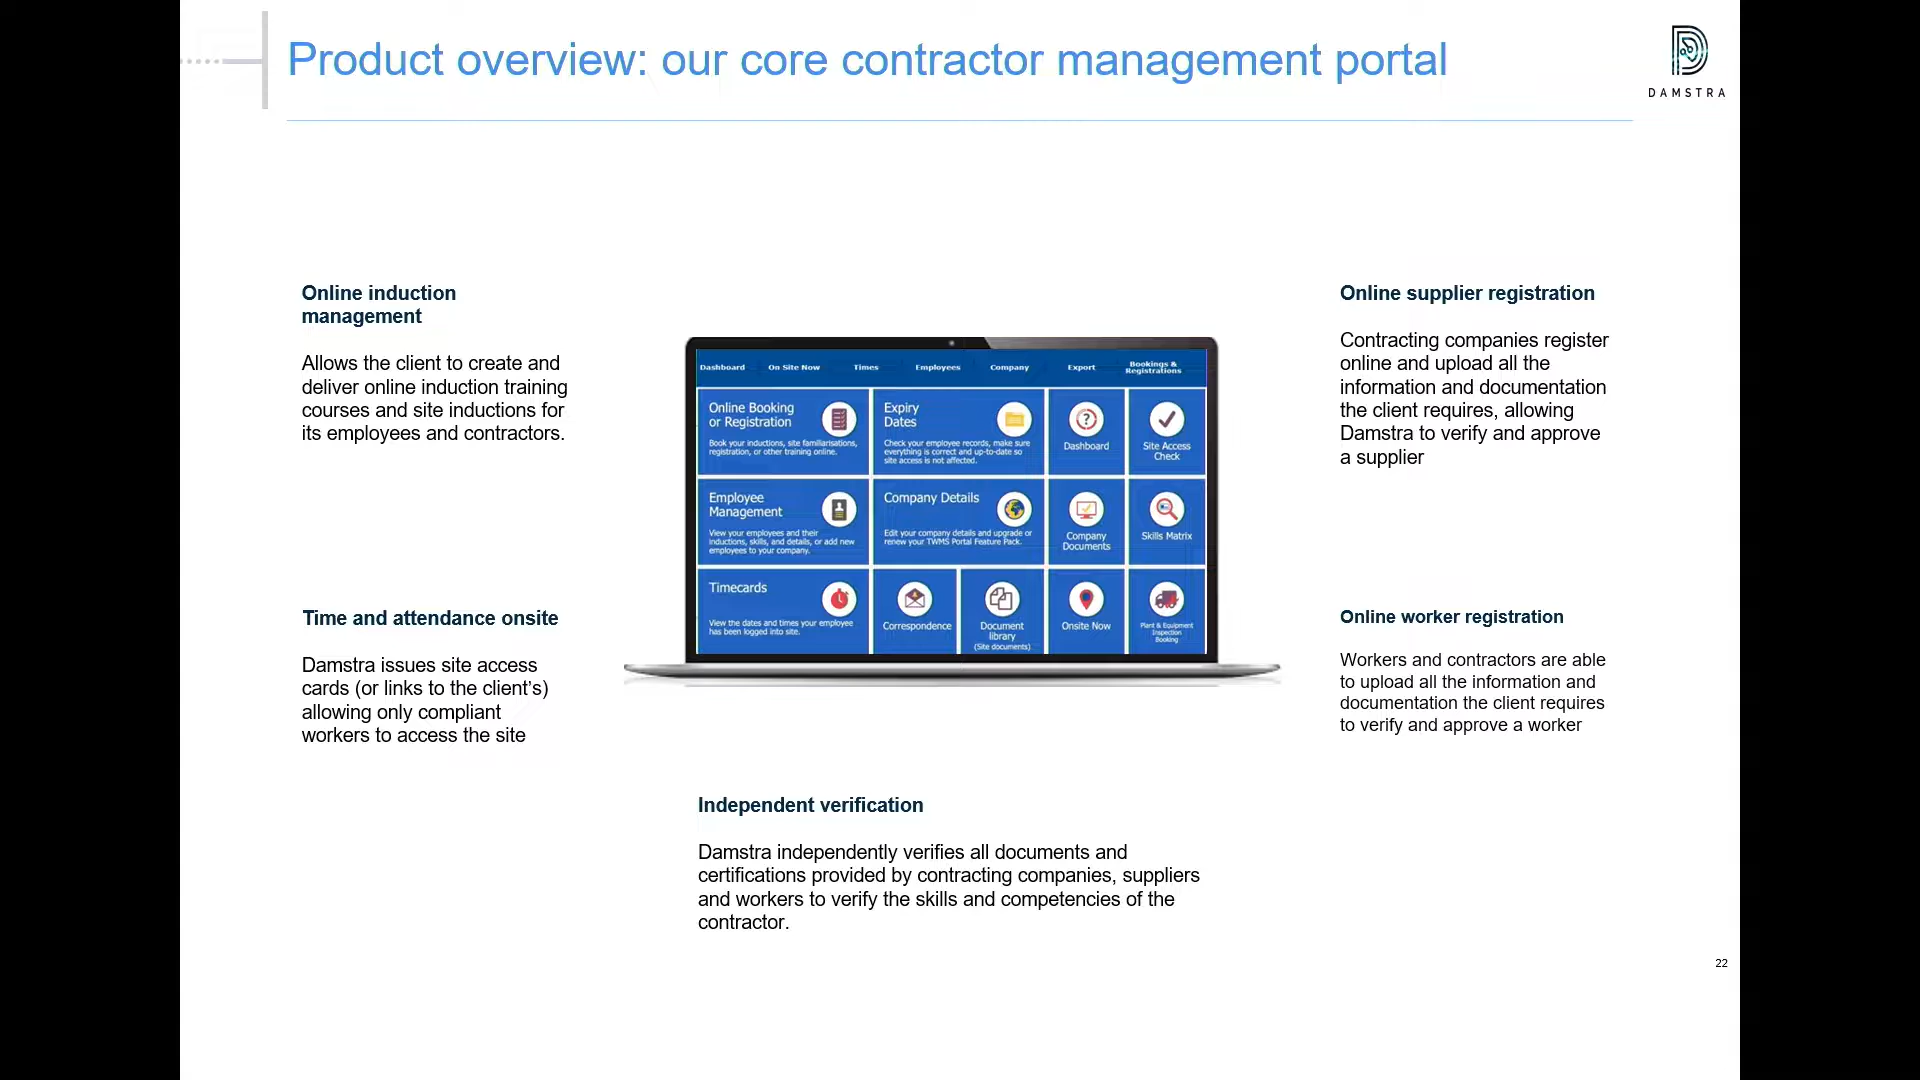 Product overview: our core contractor management portal
DAMSTRA
Online induction
management
Allows the client to create and
deliver online induction training
courses and site inductions for
its employees and contractors.
Time and attendance onsite
Damstra issues site access
cards (or links to the client's)
allowing only compliant
workers to access the site
Dashboard On Site Now Times Employees Company Export Bookings &
Registrations
Online Booking
or Registration
Book your inductions, site familiarisations,
registration, or other training online.
Expiry
Dates
Check your employee records, make sure
everything is correct and up-to-date so
site access is not affected.
Dashboard
Site Access
Check
Employee
Management
View your employees and their
inductions, skills, and details, or add new
employees to your company.
Company Details
Edit your company details and upgrade or
renew your TWMS Portal Feature Pack.
Company
Documents
Skills Matrix
Timecards
View the dates and times your employee
has been logged into site.
Correspondence
Document
library
(Site documents)
Onsite Now
Plant & Equipment
Inspection
Booking
Online supplier registration
Contracting companies register
online and upload all the
information and documentation
the client requires, allowing
Damstra to verify and approve
a supplier
Online worker registration
Workers and contractors are able
to upload all the information and
documentation the client requires
to verify and approve a worker
Independent verification
Damstra independently verifies all documents and
certifications provided by contracting companies, suppliers
and workers to verify the skills and competencies of the
contractor.
22